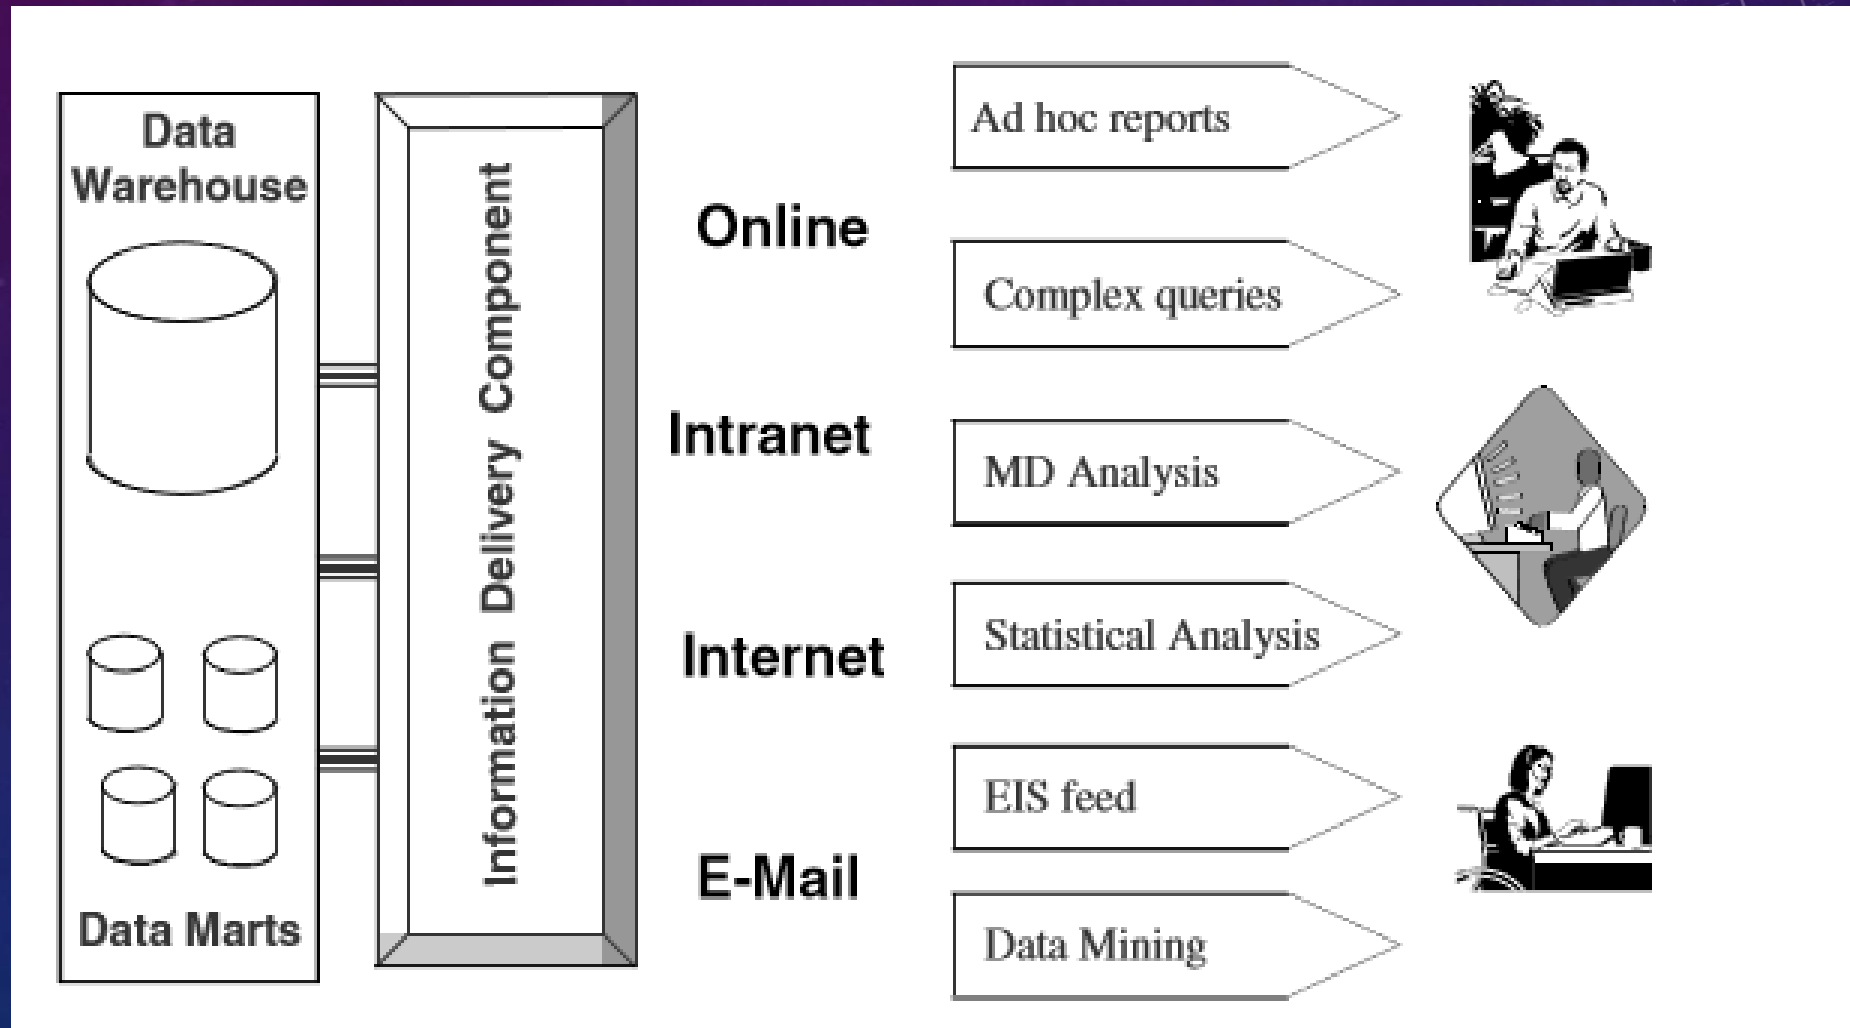 Data
Warehouse
Data Marts
Information Delivery Component
Online
Intranet
Internet
E-Mail
Ad hoc reports
Complex queries
MD Analysis
Statistical Analysis
EIS feed
Data Mining